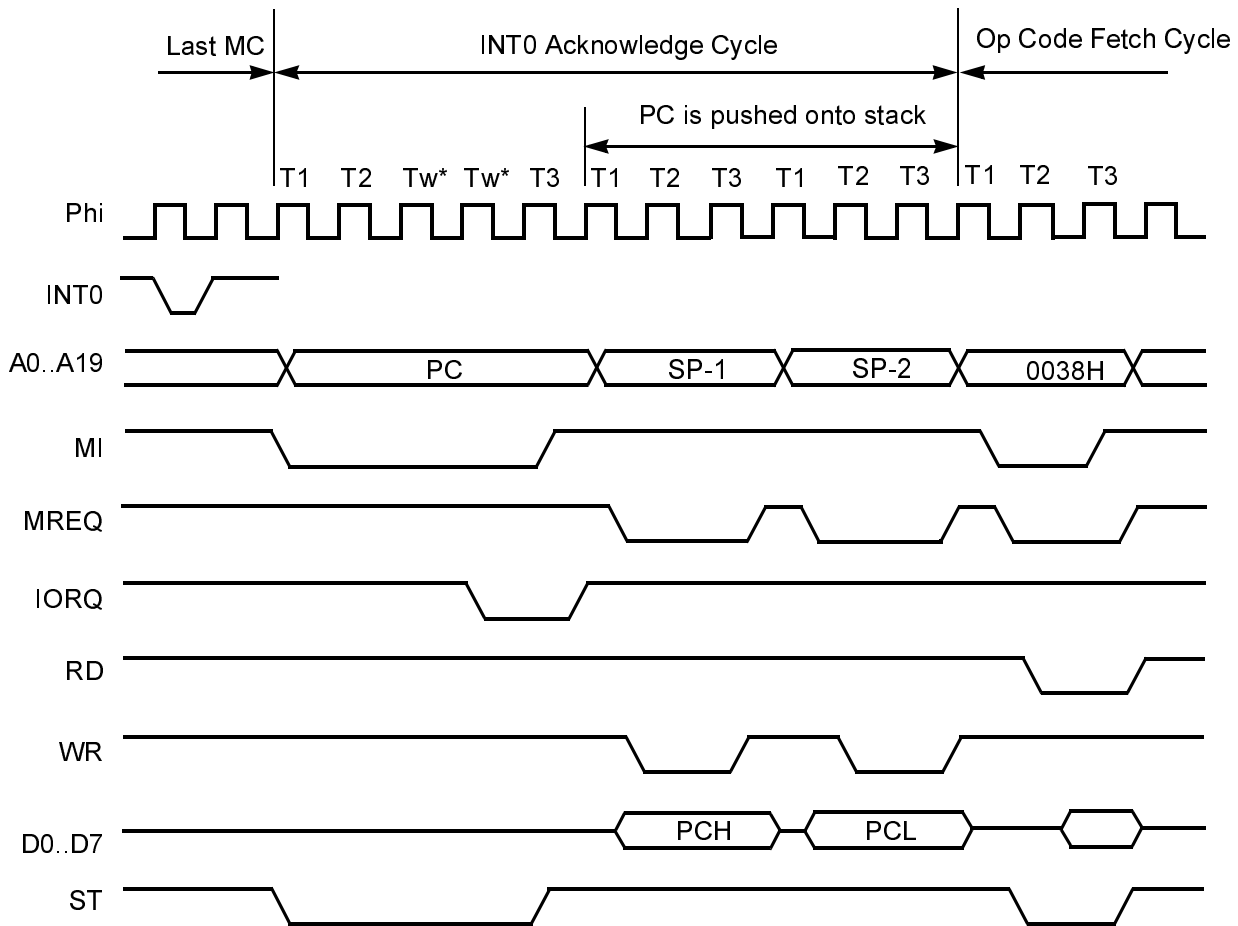 Last MC INT0 Acknowledge Cycle Op Code Fetch Cycle
PC is pushed onto stack
T1 T2 Tw* Tw* T3 T1 T2 T3 T1 T2 T3 T1 T2 T3
Phi
INT0
A0..A19 PC SP-1 SP-2 0038H
MI
MREQ
IORQ
RD
WR
D0..D7 PCH PCL
ST